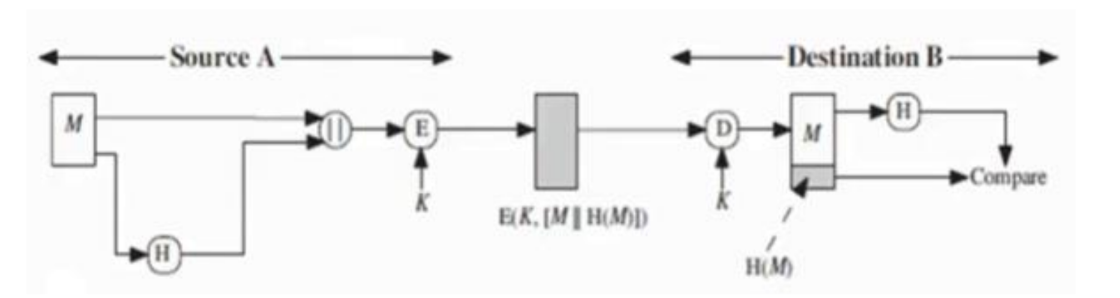 Source A
Destination B
M
||
E
D
M
H
K
K
Compare
E(K, [M || H(M)])
H
H(M)